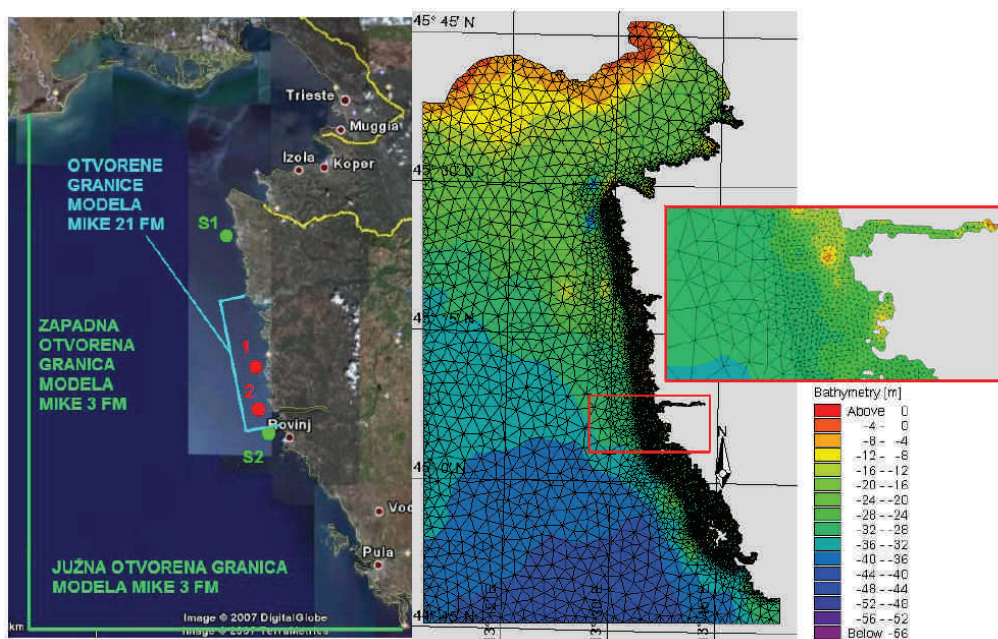 Trieste
Muggia
Izola
Koper
OTVORENE
GRANICE
MODELA
MIKE 21 FM
S1
ZAPADNA
OTVORENA
GRANICA
MODELA
MIKE 3 FM
1
2
Rovinj
S2
Pula
JUŽNA OTVORENA GRANICA
MODELA MIKE 3 FM
Image © 2007 DigitalGlobe
km
45° 45' N
45° 0' N
N
Bathymetry [m]
Above 0
-4 - 0
-8 - -4
-12 - -8
-16 - -12
-20 - -16
-24 - -20
-28 - -24
-32 - -28
-36 - -32
-40 - -36
-44 - -40
-48 - -44
-52 - -48
-56 - -52
Below -56